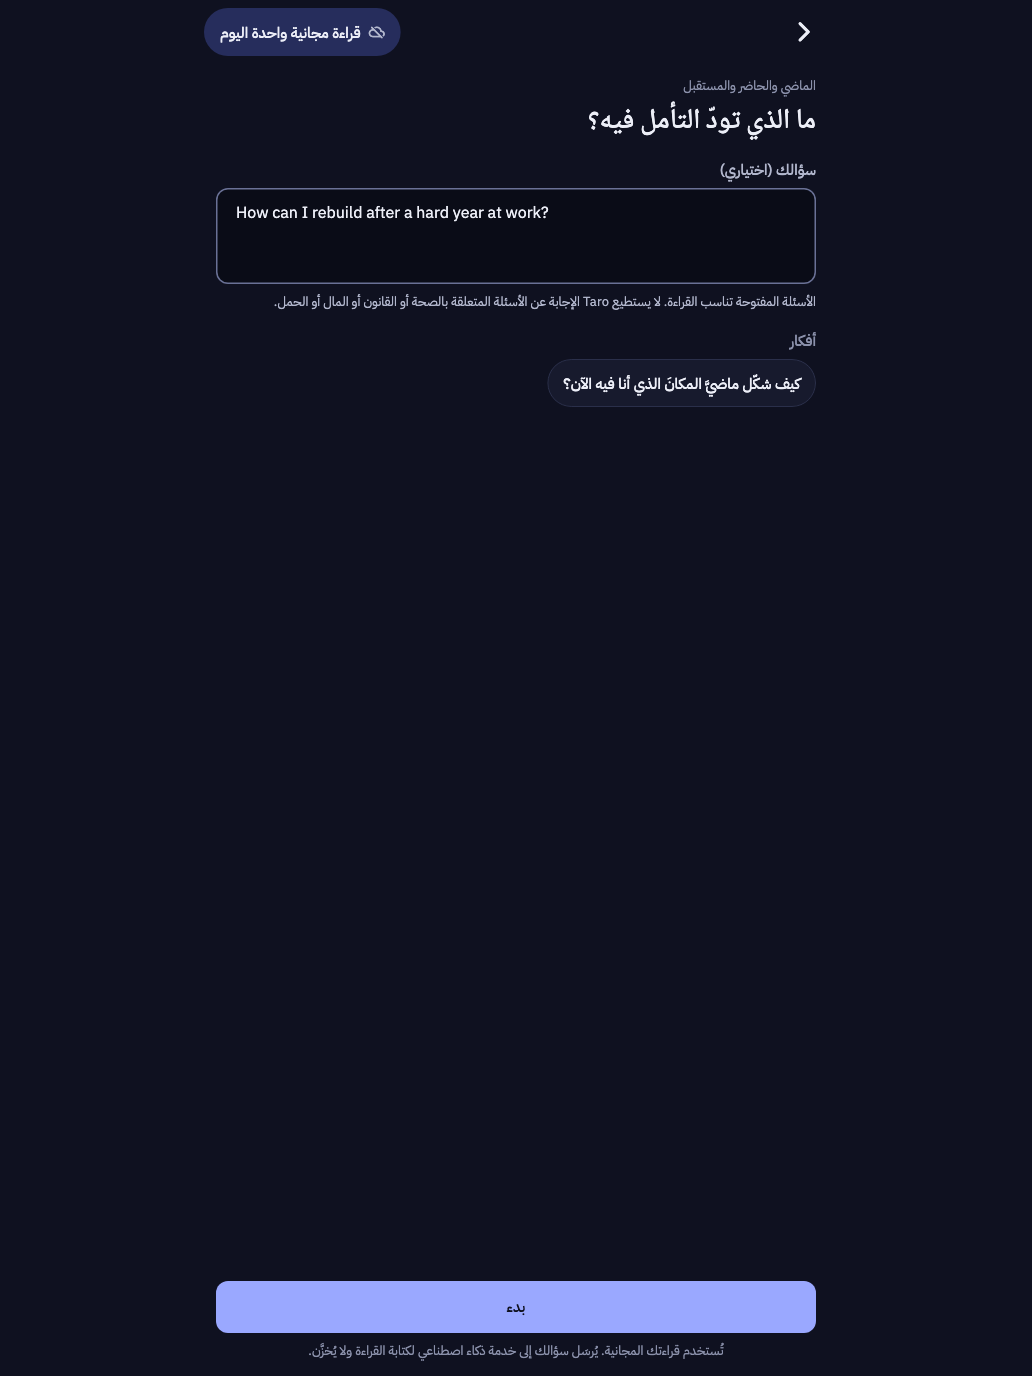 قراءة مجانية واحدة اليوم
الماضي والحاضر والمستقبل
ما الذي تودّ التأمل فيه؟
سؤالك (اختياري)
How can I rebuild after a hard year at work?
الأسئلة المفتوحة تناسب القراءة. لا يستطيع Taro الإجابة عن الأسئلة المتعلقة بالصحة أو القانون أو المال أو الحمل.
أفكار
كيف شكّل ماضيَّ المكانَ الذي أنا فيه الآن؟
بدء
تُستخدم قراءتك المجانية. يُرسَل سؤالك إلى خدمة ذكاء اصطناعي لكتابة القراءة ولا يُخزَّن.